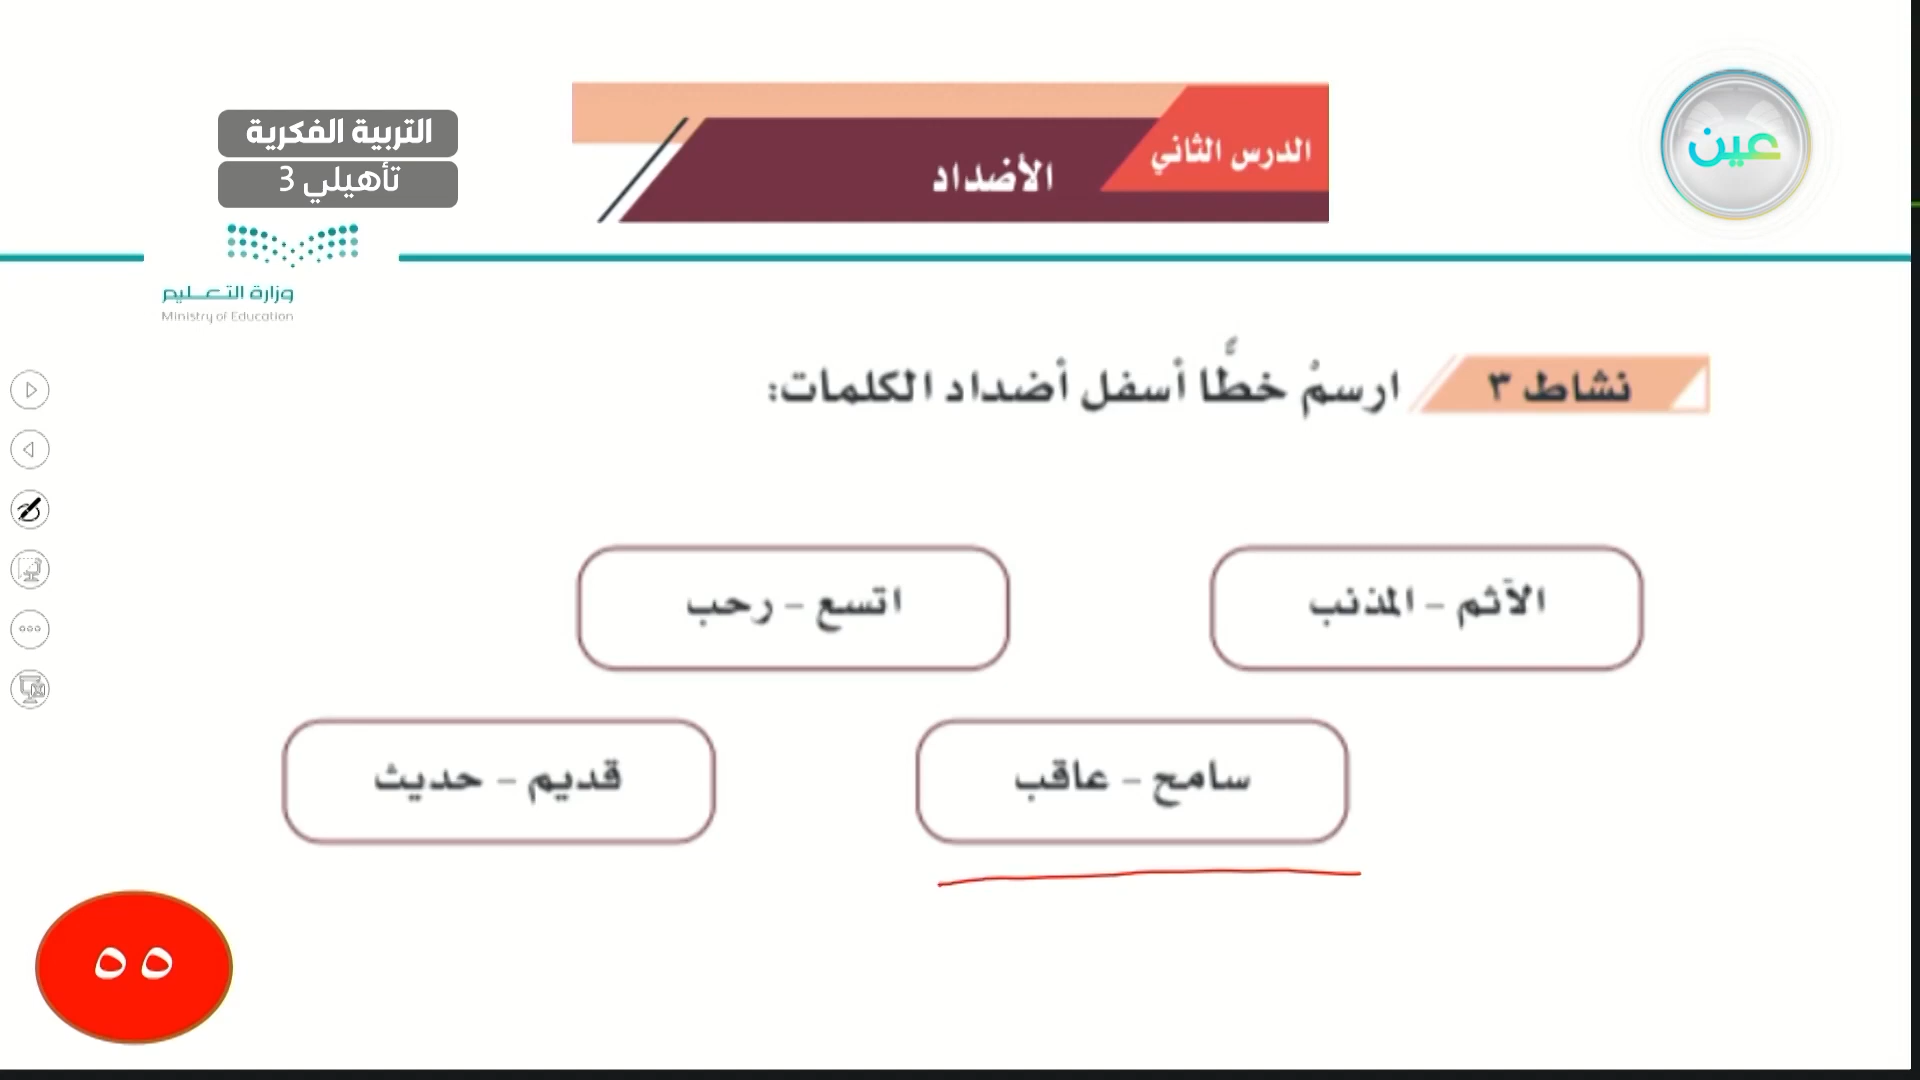 عين
الدرس الثاني
الأضداد
التربية الفكرية
تأهيلي 3
وزارة التعليم
Ministry of Education
نشاط ٣ ارسمُ خطًّا أسفل أضداد الكلمات:
الآثم – المذنب
اتسع – رحب
سامح – عاقب
قديم – حديث
٥٥